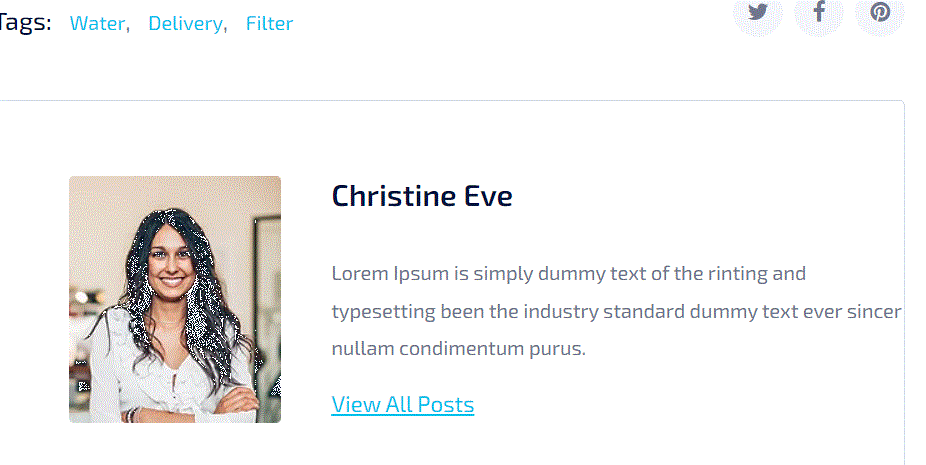 Tags: Water, Delivery, Filter
Christine Eve
Lorem Ipsum is simply dummy text of the rinting and
typesetting been the industry standard dummy text ever sincer
nullam condimentum purus.
View All Posts